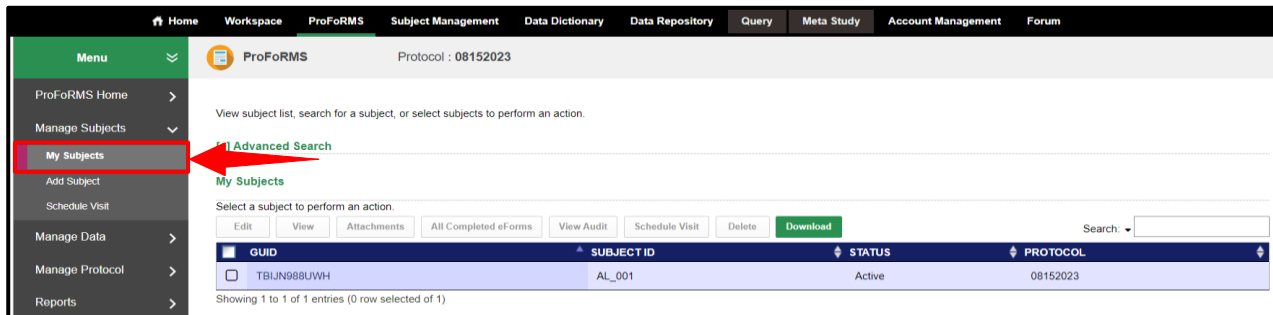 Home Workspace ProFoRMS Subject Management Data Dictionary Data Repository Query Meta Study Account Management Forum
Menu
ProFoRMS Protocol : 08152023
ProFoRMS Home
Manage Subjects
My Subjects
Add Subject
Schedule Visit
Manage Data
Manage Protocol
Reports
View subject list, search for a subject, or select subjects to perform an action.
Advanced Search
My Subjects
Select a subject to perform an action.
Edit View Attachments All Completed eForms View Audit Schedule Visit Delete Download Search:
GUID SUBJECT ID STATUS PROTOCOL
TBIJN988UWH AL_001 Active 08152023
Showing 1 to 1 of 1 entries (0 row selected of 1)